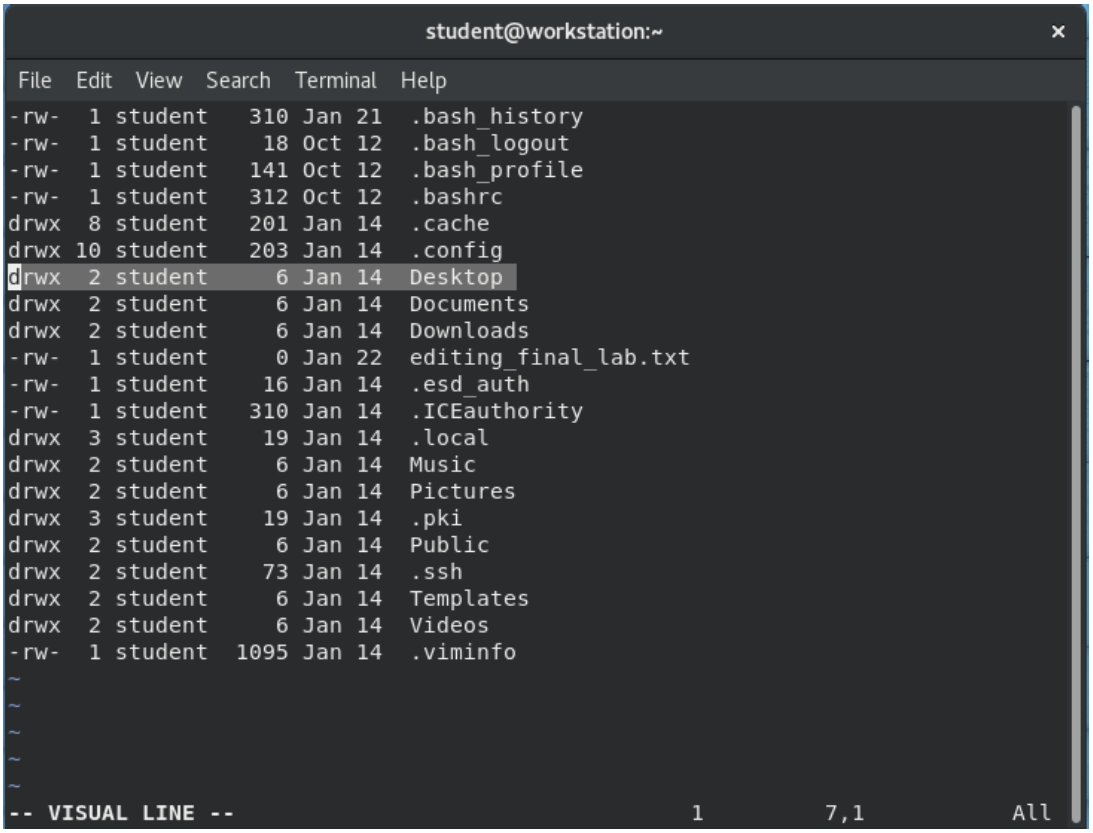 student@workstation:~ ×
File Edit View Search Terminal Help
-rw-  1 student   310 Jan 21  .bash_history
-rw-  1 student    18 Oct 12  .bash_logout
-rw-  1 student   141 Oct 12  .bash_profile
-rw-  1 student   312 Oct 12  .bashrc
drwx  8 student   201 Jan 14  .cache
drwx 10 student   203 Jan 14  .config
drwx  2 student     6 Jan 14  Desktop
drwx  2 student     6 Jan 14  Documents
drwx  2 student     6 Jan 14  Downloads
-rw-  1 student     0 Jan 22  editing_final_lab.txt
-rw-  1 student    16 Jan 14  .esd_auth
-rw-  1 student   310 Jan 14  .ICEauthority
drwx  3 student    19 Jan 14  .local
drwx  2 student     6 Jan 14  Music
drwx  2 student     6 Jan 14  Pictures
drwx  3 student    19 Jan 14  .pki
drwx  2 student     6 Jan 14  Public
drwx  2 student    73 Jan 14  .ssh
drwx  2 student     6 Jan 14  Templates
drwx  2 student     6 Jan 14  Videos
-rw-  1 student  1095 Jan 14  .viminfo
~
~
~
~
~
-- VISUAL LINE --                                   1         7,1           All